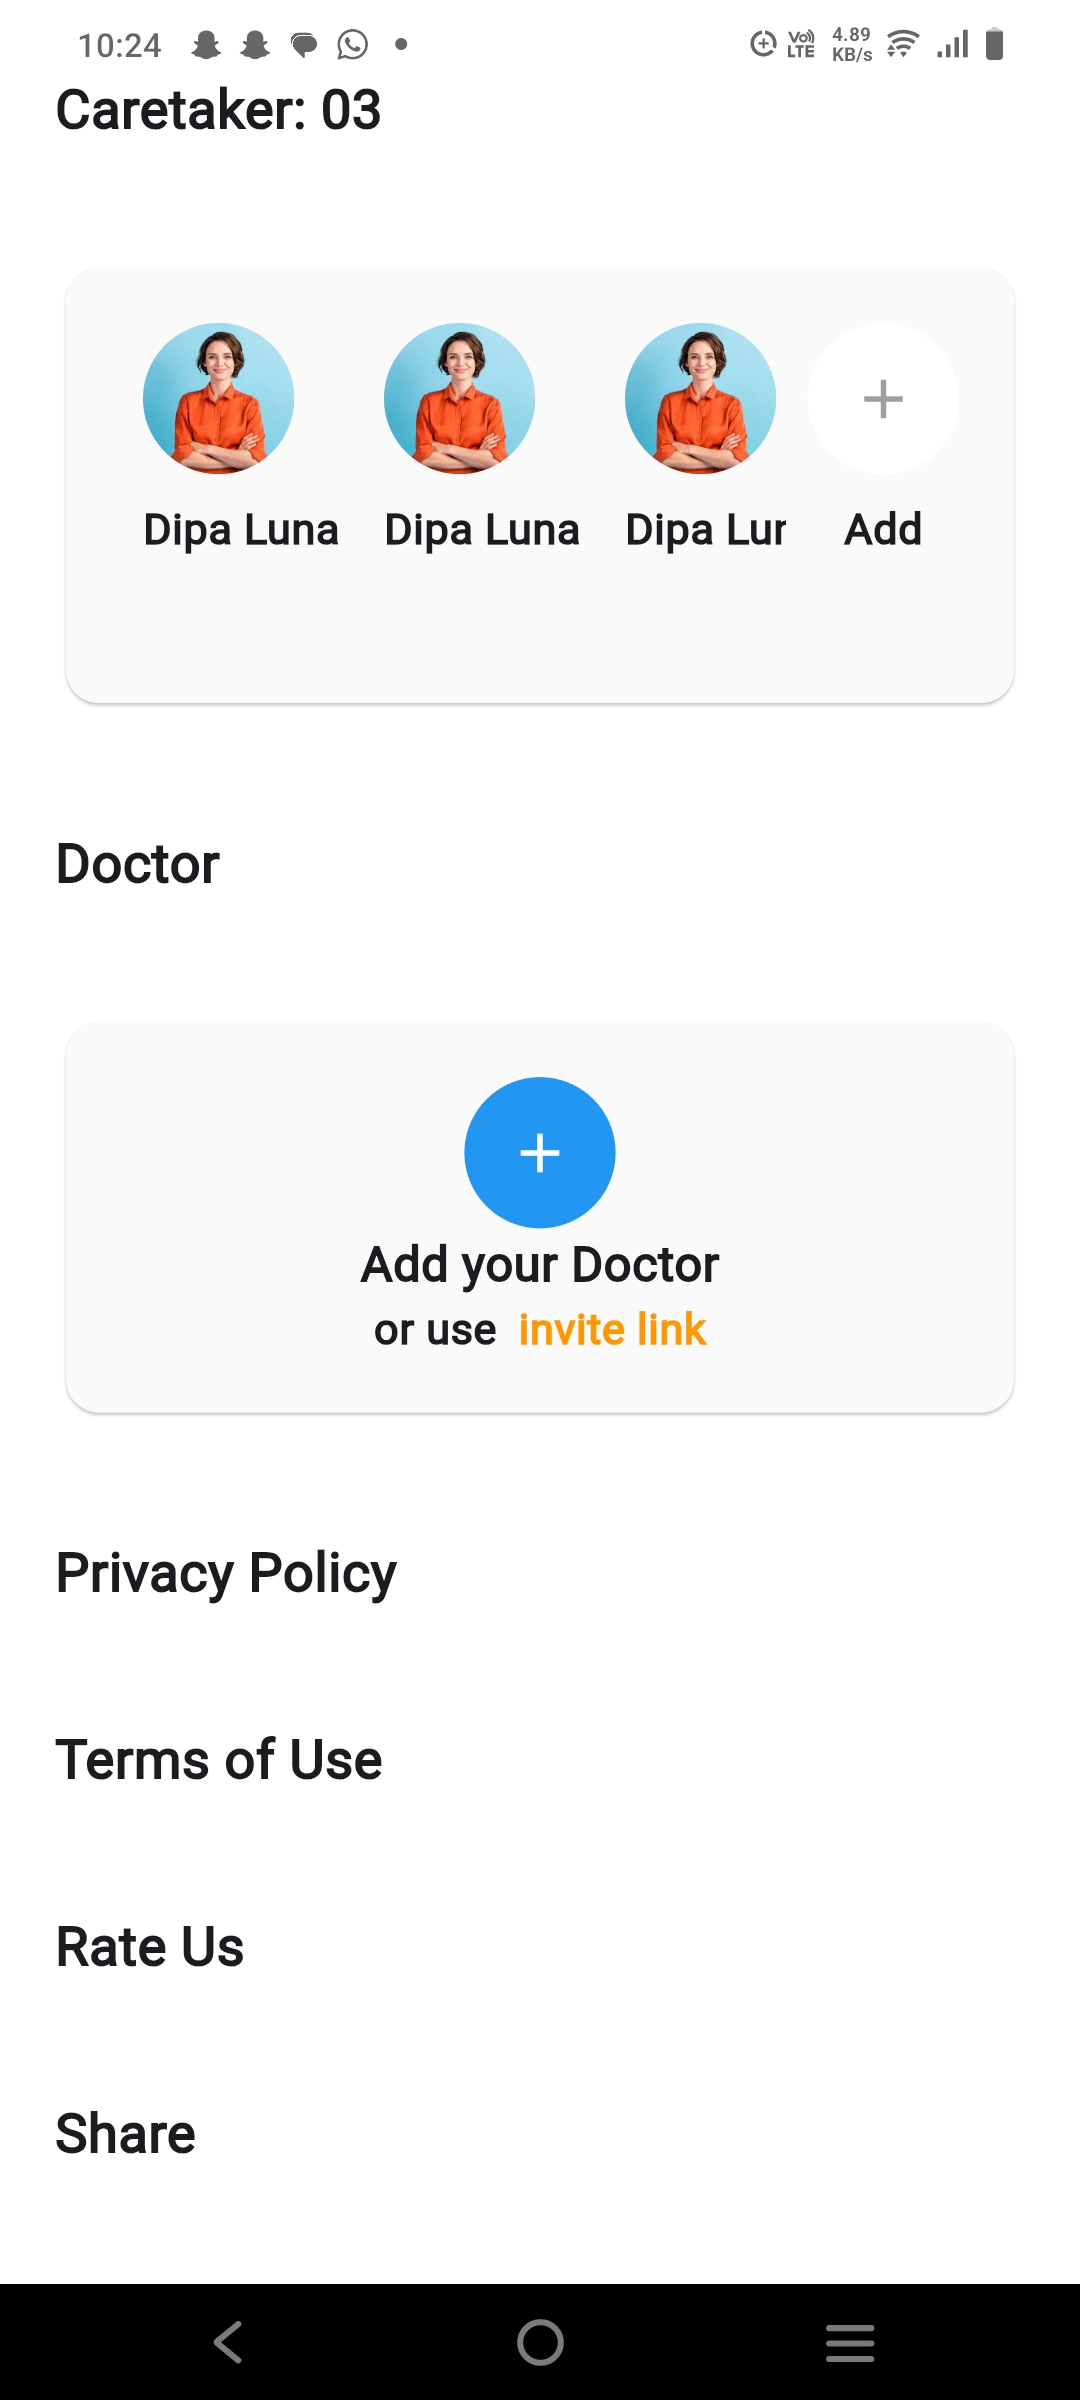 10:24 Vo)) LTE 4.89 KB/s
Caretaker: 03
Dipa Luna Dipa Luna Dipa Lur Add
Doctor
Add your Doctor
or use invite link
Privacy Policy
Terms of Use
Rate Us
Share